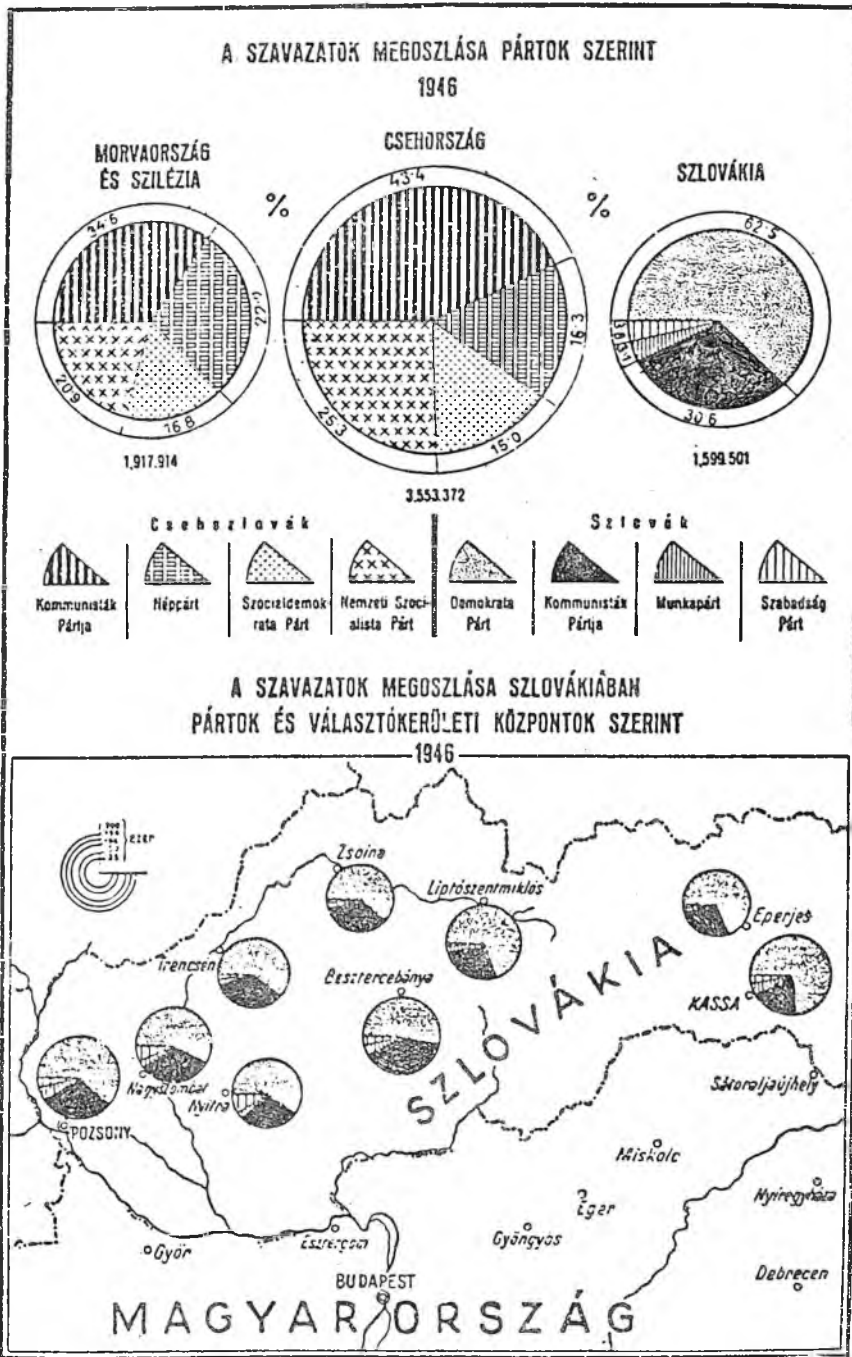 A SZAVAZATOK MEGOSZLÁSA PÁRTOK SZERINT
1946
MORVAORSZÁG
ÉS SZILÉZIA
%
CSEHORSZÁG
%
SZLOVÁKIA
34·6
20·9
16·8
1,917.914
43·4
16·3
15·0
25·3
3,553.372
62·5
30·6
1,599.501
Csehszlovák
Szlovák
Kommunisták
Pártja
Néppárt
Szociáldemok-
rata Párt
Nemzeti Szoci-
alista Párt
Demokrata
Párt
Kommunisták
Pártja
Munkapárt
Szabadság
Párt
A SZAVAZATOK MEGOSZLÁSA SZLOVÁKIÁBAN
PÁRTOK ÉS VÁLASZTÓKERÜLETI KÖZPONTOK SZERINT
1946
EZER
Zsolna
Liptószentmiklós
Eperjes
Trencsén
Besztercebánya
KASSA
SZLOVÁKIA
Nagyszombat
Nyitra
Sátoraljaújhely
POZSONY
Miskolc
Nyíregyháza
Eger
Győr
Esztergom
Gyöngyös
BUDAPEST
Debrecen
MAGYARORSZÁG